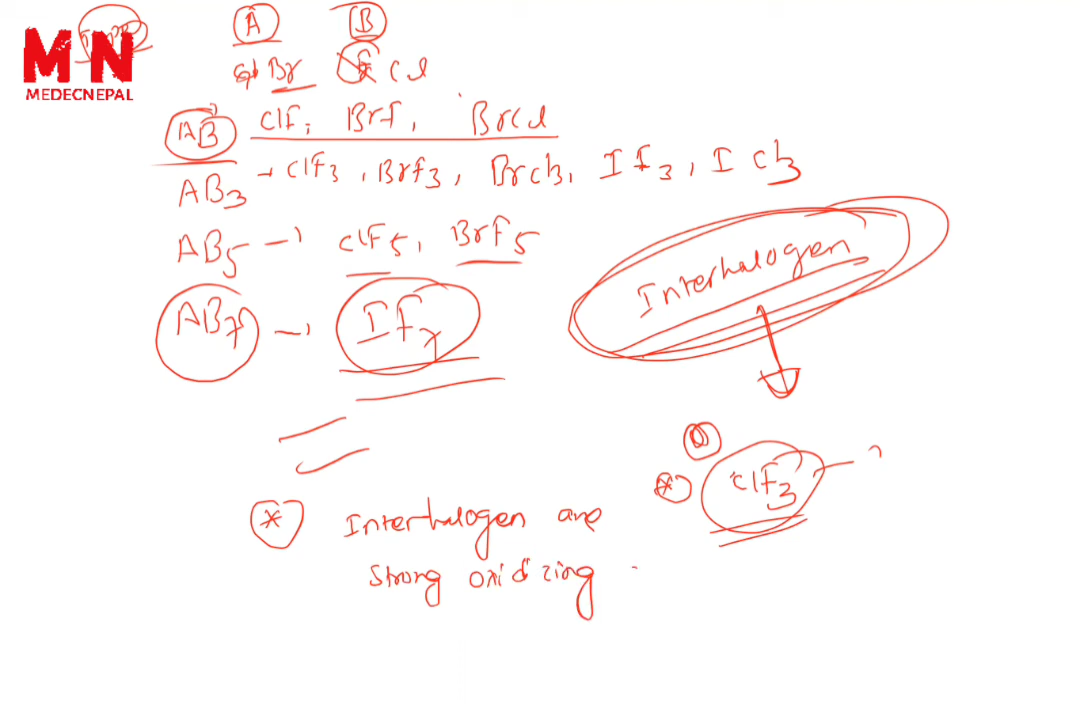 MN
MEDECNEPAL
A B
Br Cl
AB ClF, BrF, BrCl
AB3 → ClF3, BrF3, BrCl3, IF3, ICl3
AB5 → ClF5, BrF5
AB7 → IF7
Interhalogen
ClF3
* Interhalogen are
strong oxidizing